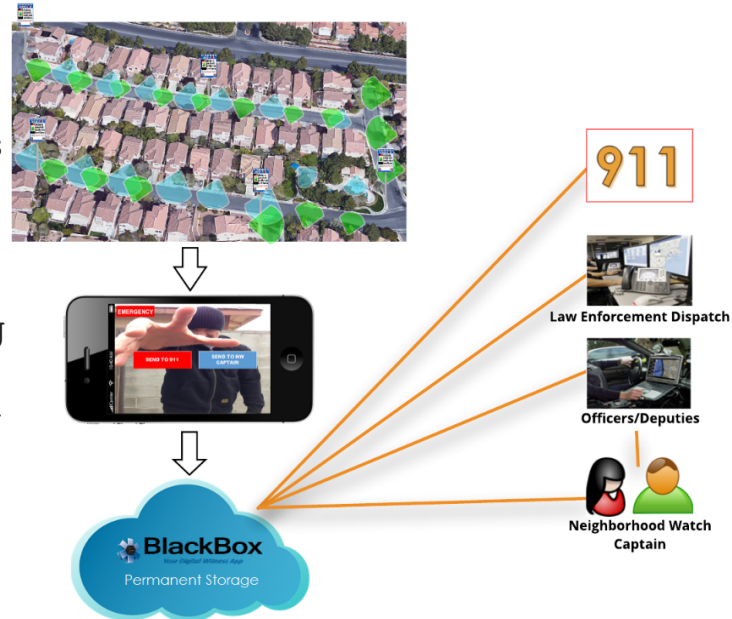 911
Law Enforcement Dispatch
EMERGENCY
SEND TO 911
SEND TO NW
CAPTAIN
Officers/Deputies
Neighborhood Watch
Captain
BlackBox
Your Digital Witness App
Permanent Storage